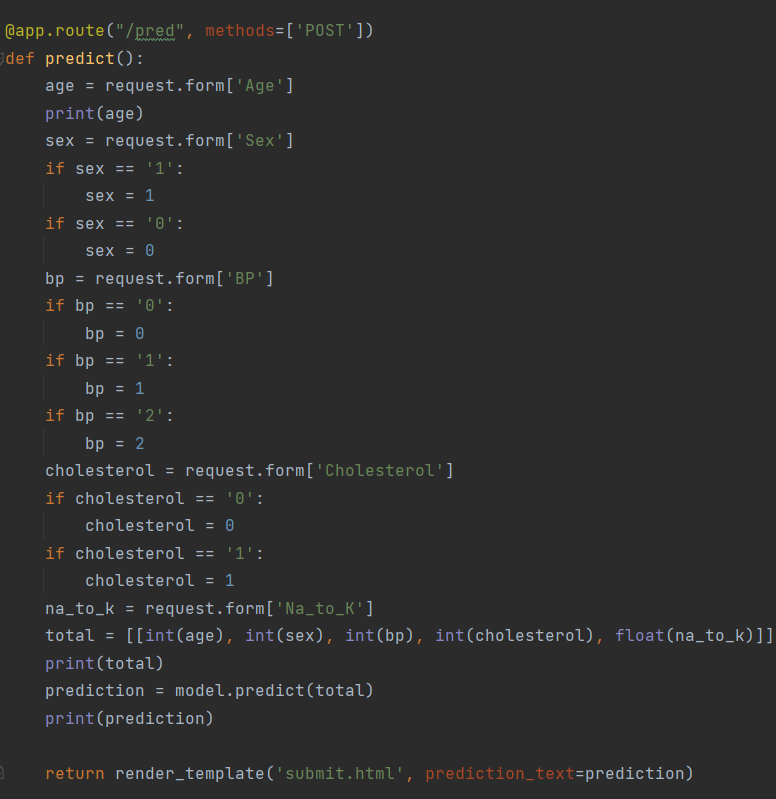 @app.route("/pred", methods=['POST'])
def predict():
    age = request.form['Age']
    print(age)
    sex = request.form['Sex']
    if sex == '1':
        sex = 1
    if sex == '0':
        sex = 0
    bp = request.form['BP']
    if bp == '0':
        bp = 0
    if bp == '1':
        bp = 1
    if bp == '2':
        bp = 2
    cholesterol = request.form['Cholesterol']
    if cholesterol == '0':
        cholesterol = 0
    if cholesterol == '1':
        cholesterol = 1
    na_to_k = request.form['Na_to_K']
    total = [[int(age), int(sex), int(bp), int(cholesterol), float(na_to_k)]]
    print(total)
    prediction = model.predict(total)
    print(prediction)

    return render_template('submit.html', prediction_text=prediction)